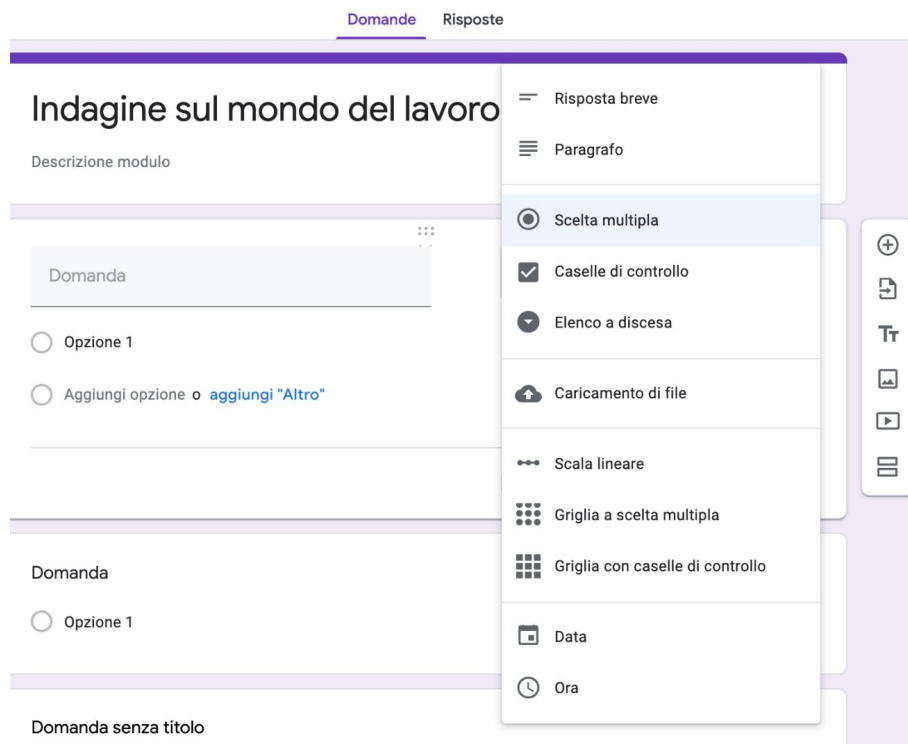 Domande Risposte
Indagine sul mondo del lavoro
Descrizione modulo
Domanda
Opzione 1
Aggiungi opzione o aggiungi "Altro"
Domanda
Opzione 1
Domanda senza titolo
Risposta breve
Paragrafo
Scelta multipla
Caselle di controllo
Elenco a discesa
Caricamento di file
Scala lineare
Griglia a scelta multipla
Griglia con caselle di controllo
Data
Ora
Tт